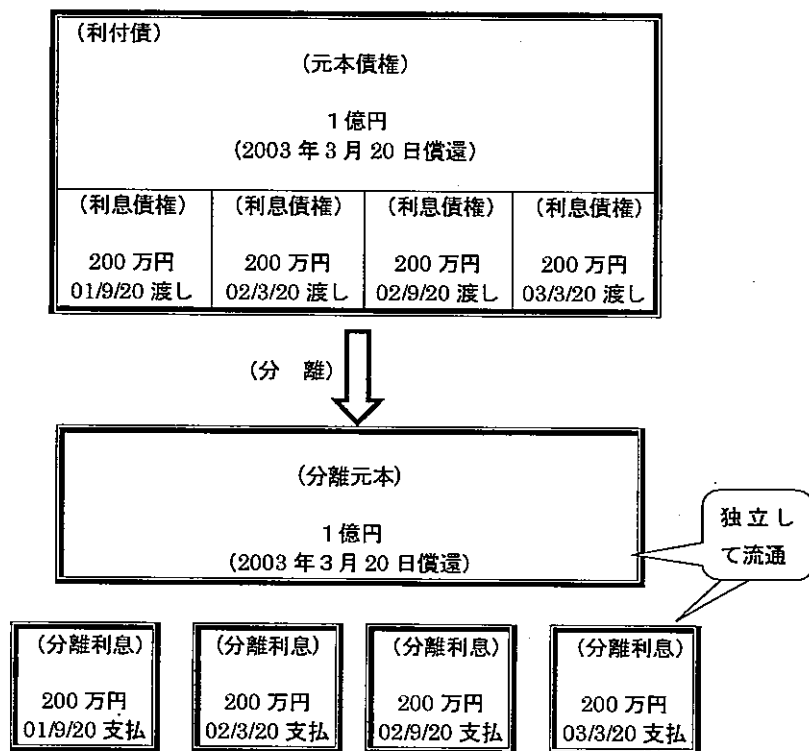 (利付債)
(元本債権)
1億円
(2003年3月20日償還)
(利息債権) (利息債権) (利息債権) (利息債権)
200万円 200万円 200万円 200万円
01/9/20渡し 02/3/20渡し 02/9/20渡し 03/3/20渡し
(分 離)
(分離元本)
1億円
(2003年3月20日償還)
独立し
て流通
(分離利息) (分離利息) (分離利息) (分離利息)
200万円 200万円 200万円 200万円
01/9/20支払 02/3/20支払 02/9/20支払 03/3/20支払